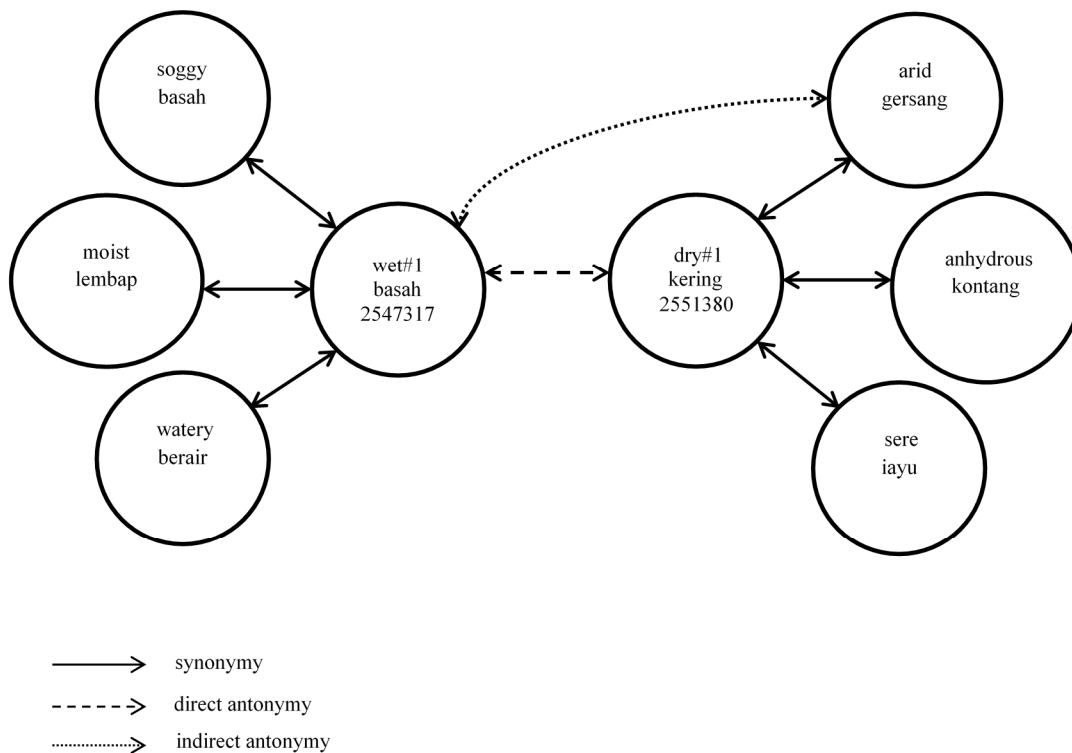 soggy
basah
arid
gersang
moist
lembap
wet#1
basah
2547317
dry#1
kering
2551380
anhydrous
kontang
watery
berair
sere
iayu
synonymy
direct antonymy
indirect antonymy